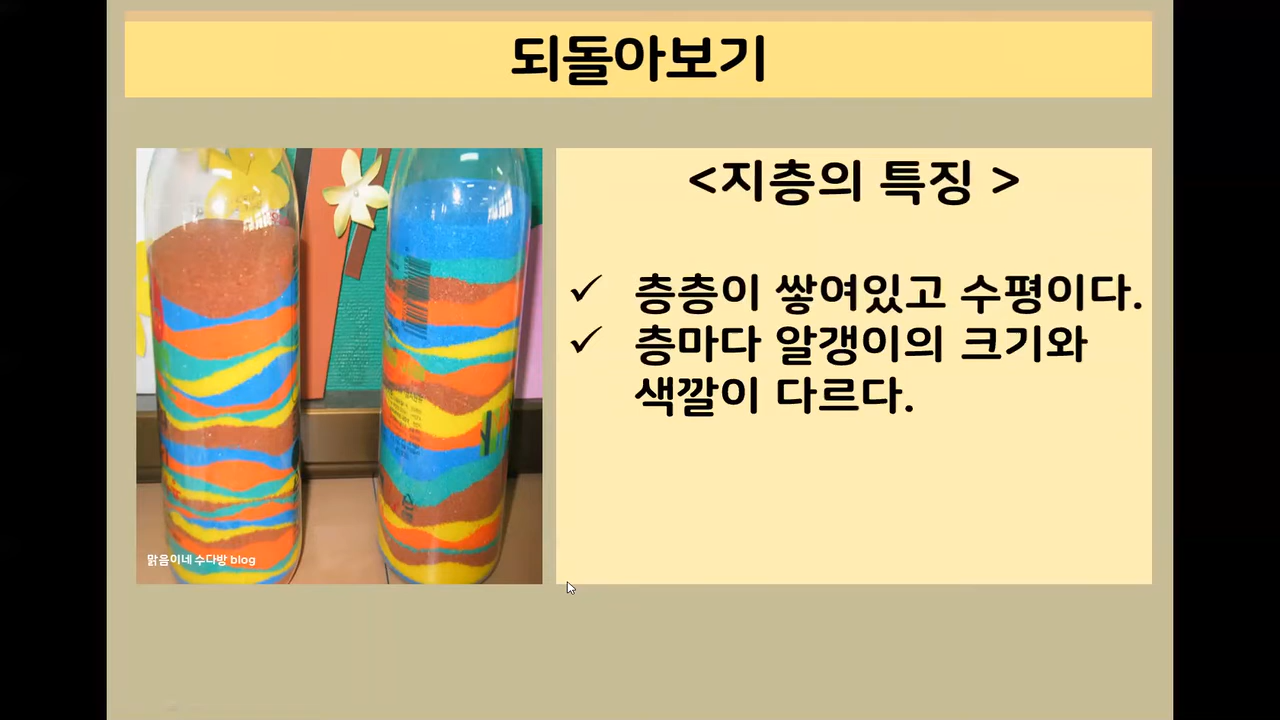 되돌아보기
<지층의 특징 >
✓ 층층이 쌓여있고 수평이다.
✓ 층마다 알갱이의 크기와
색깔이 다르다.
맑음이네 수다방 blog